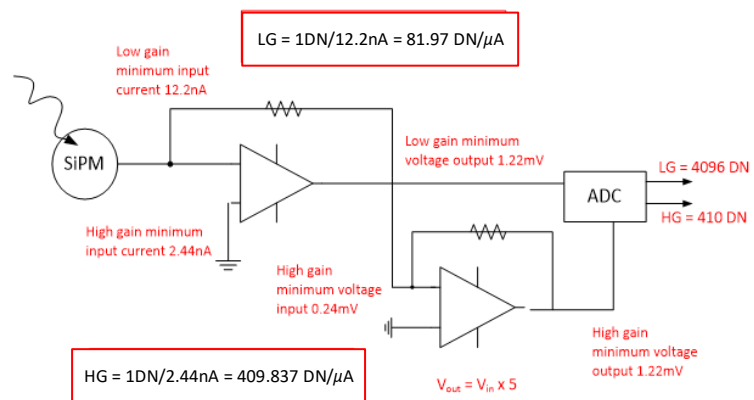 LG = 1DN/12.2nA = 81.97 DN/μA
Low gain
minimum input
current 12.2nA
SiPM
Low gain minimum
voltage output 1.22mV
LG = 4096 DN
ADC
HG = 410 DN
High gain minimum
input current 2.44nA
High gain
minimum voltage
input 0.24mV
High gain
minimum voltage
output 1.22mV
HG = 1DN/2.44nA = 409.837 DN/μA
Vout = Vin x 5